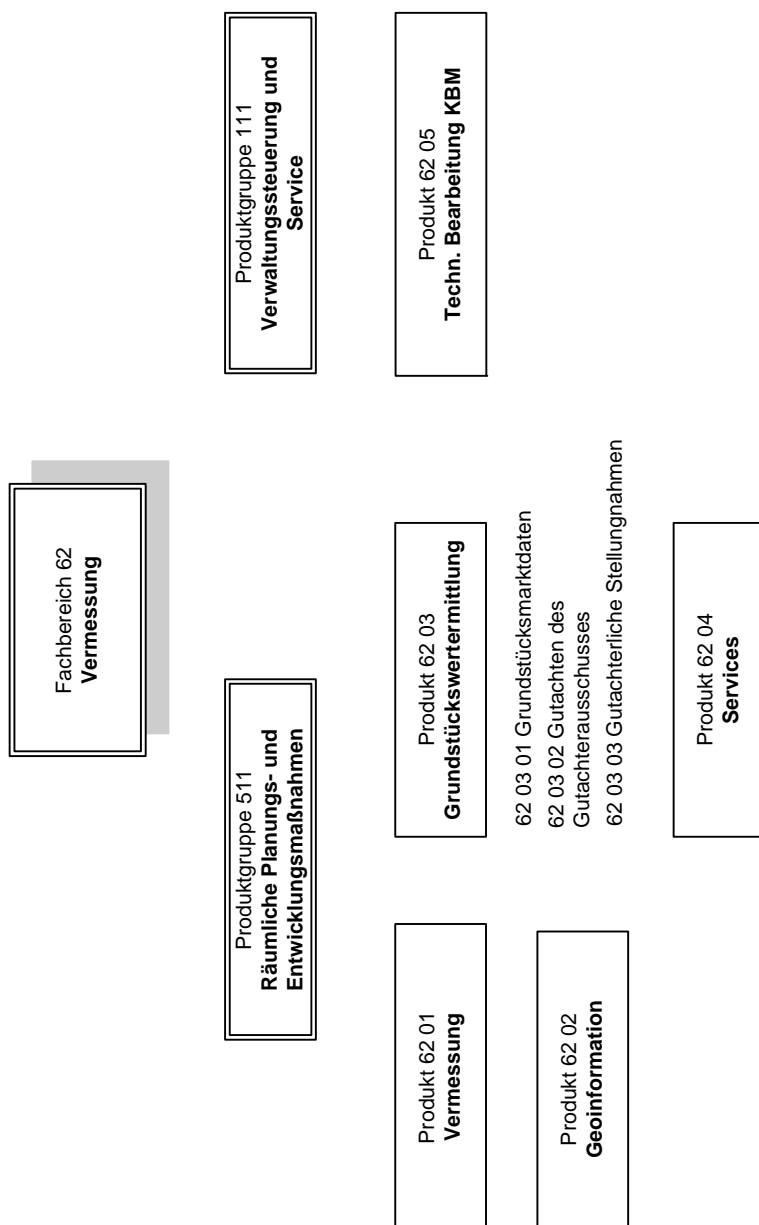 Fachbereich 62
Vermessung
Produktgruppe 511
Räumliche Planungs- und
Entwicklungsmaßnahmen
Produktgruppe 111
Verwaltungssteuerung und
Service
Produkt 62 01
Vermessung
Produkt 62 02
Geoinformation
Produkt 62 03
Grundstückswertermittlung
62 03 01 Grundstücksmarktdaten
62 03 02 Gutachten des
Gutachterausschusses
62 03 03 Gutachterliche Stellungnahmen
Produkt 62 04
Services
Produkt 62 05
Techn. Bearbeitung KBM